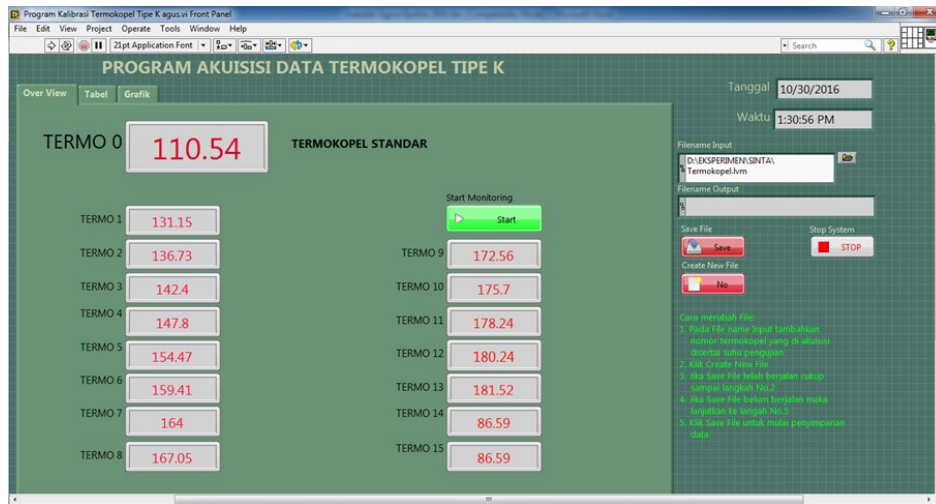 Program Kalibrasi Termokopel Tipe K agus.vi Front Panel
File Edit View Project Operate Tools Window Help
21pt Application Font
Search
PROGRAM AKUISISI DATA TERMOKOPEL TIPE K
Over View Tabel Grafik
Tanggal 10/30/2016
Waktu 1:30:56 PM
TERMO 0 110.54 TERMOKOPEL STANDAR
Filename Input
D:\EKSPERIMEN\SINTA\
Termokopel.lvm
Filename Output
Start Monitoring
Start
TERMO 1 131.15
TERMO 2 136.73
TERMO 3 142.4
TERMO 4 147.8
TERMO 5 154.47
TERMO 6 159.41
TERMO 7 164
TERMO 8 167.05
TERMO 9 172.56
TERMO 10 175.7
TERMO 11 178.24
TERMO 12 180.24
TERMO 13 181.52
TERMO 14 86.59
TERMO 15 86.59
Save File Stop System
Save STOP
Create New File
No
Cara merubah File:
1. Pada File name Input tambahkan
nomor termokopel yang di akuisisi
disertai suhu pengujian
2. Klik Create New File
3. Jika Save File telah berjalan cukup
sampai langkah No.2
4. Jika Save File belum berjalan maka
lanjutkan ke langah No.5
5. Klik Save File untuk mulai penyimpanan
data